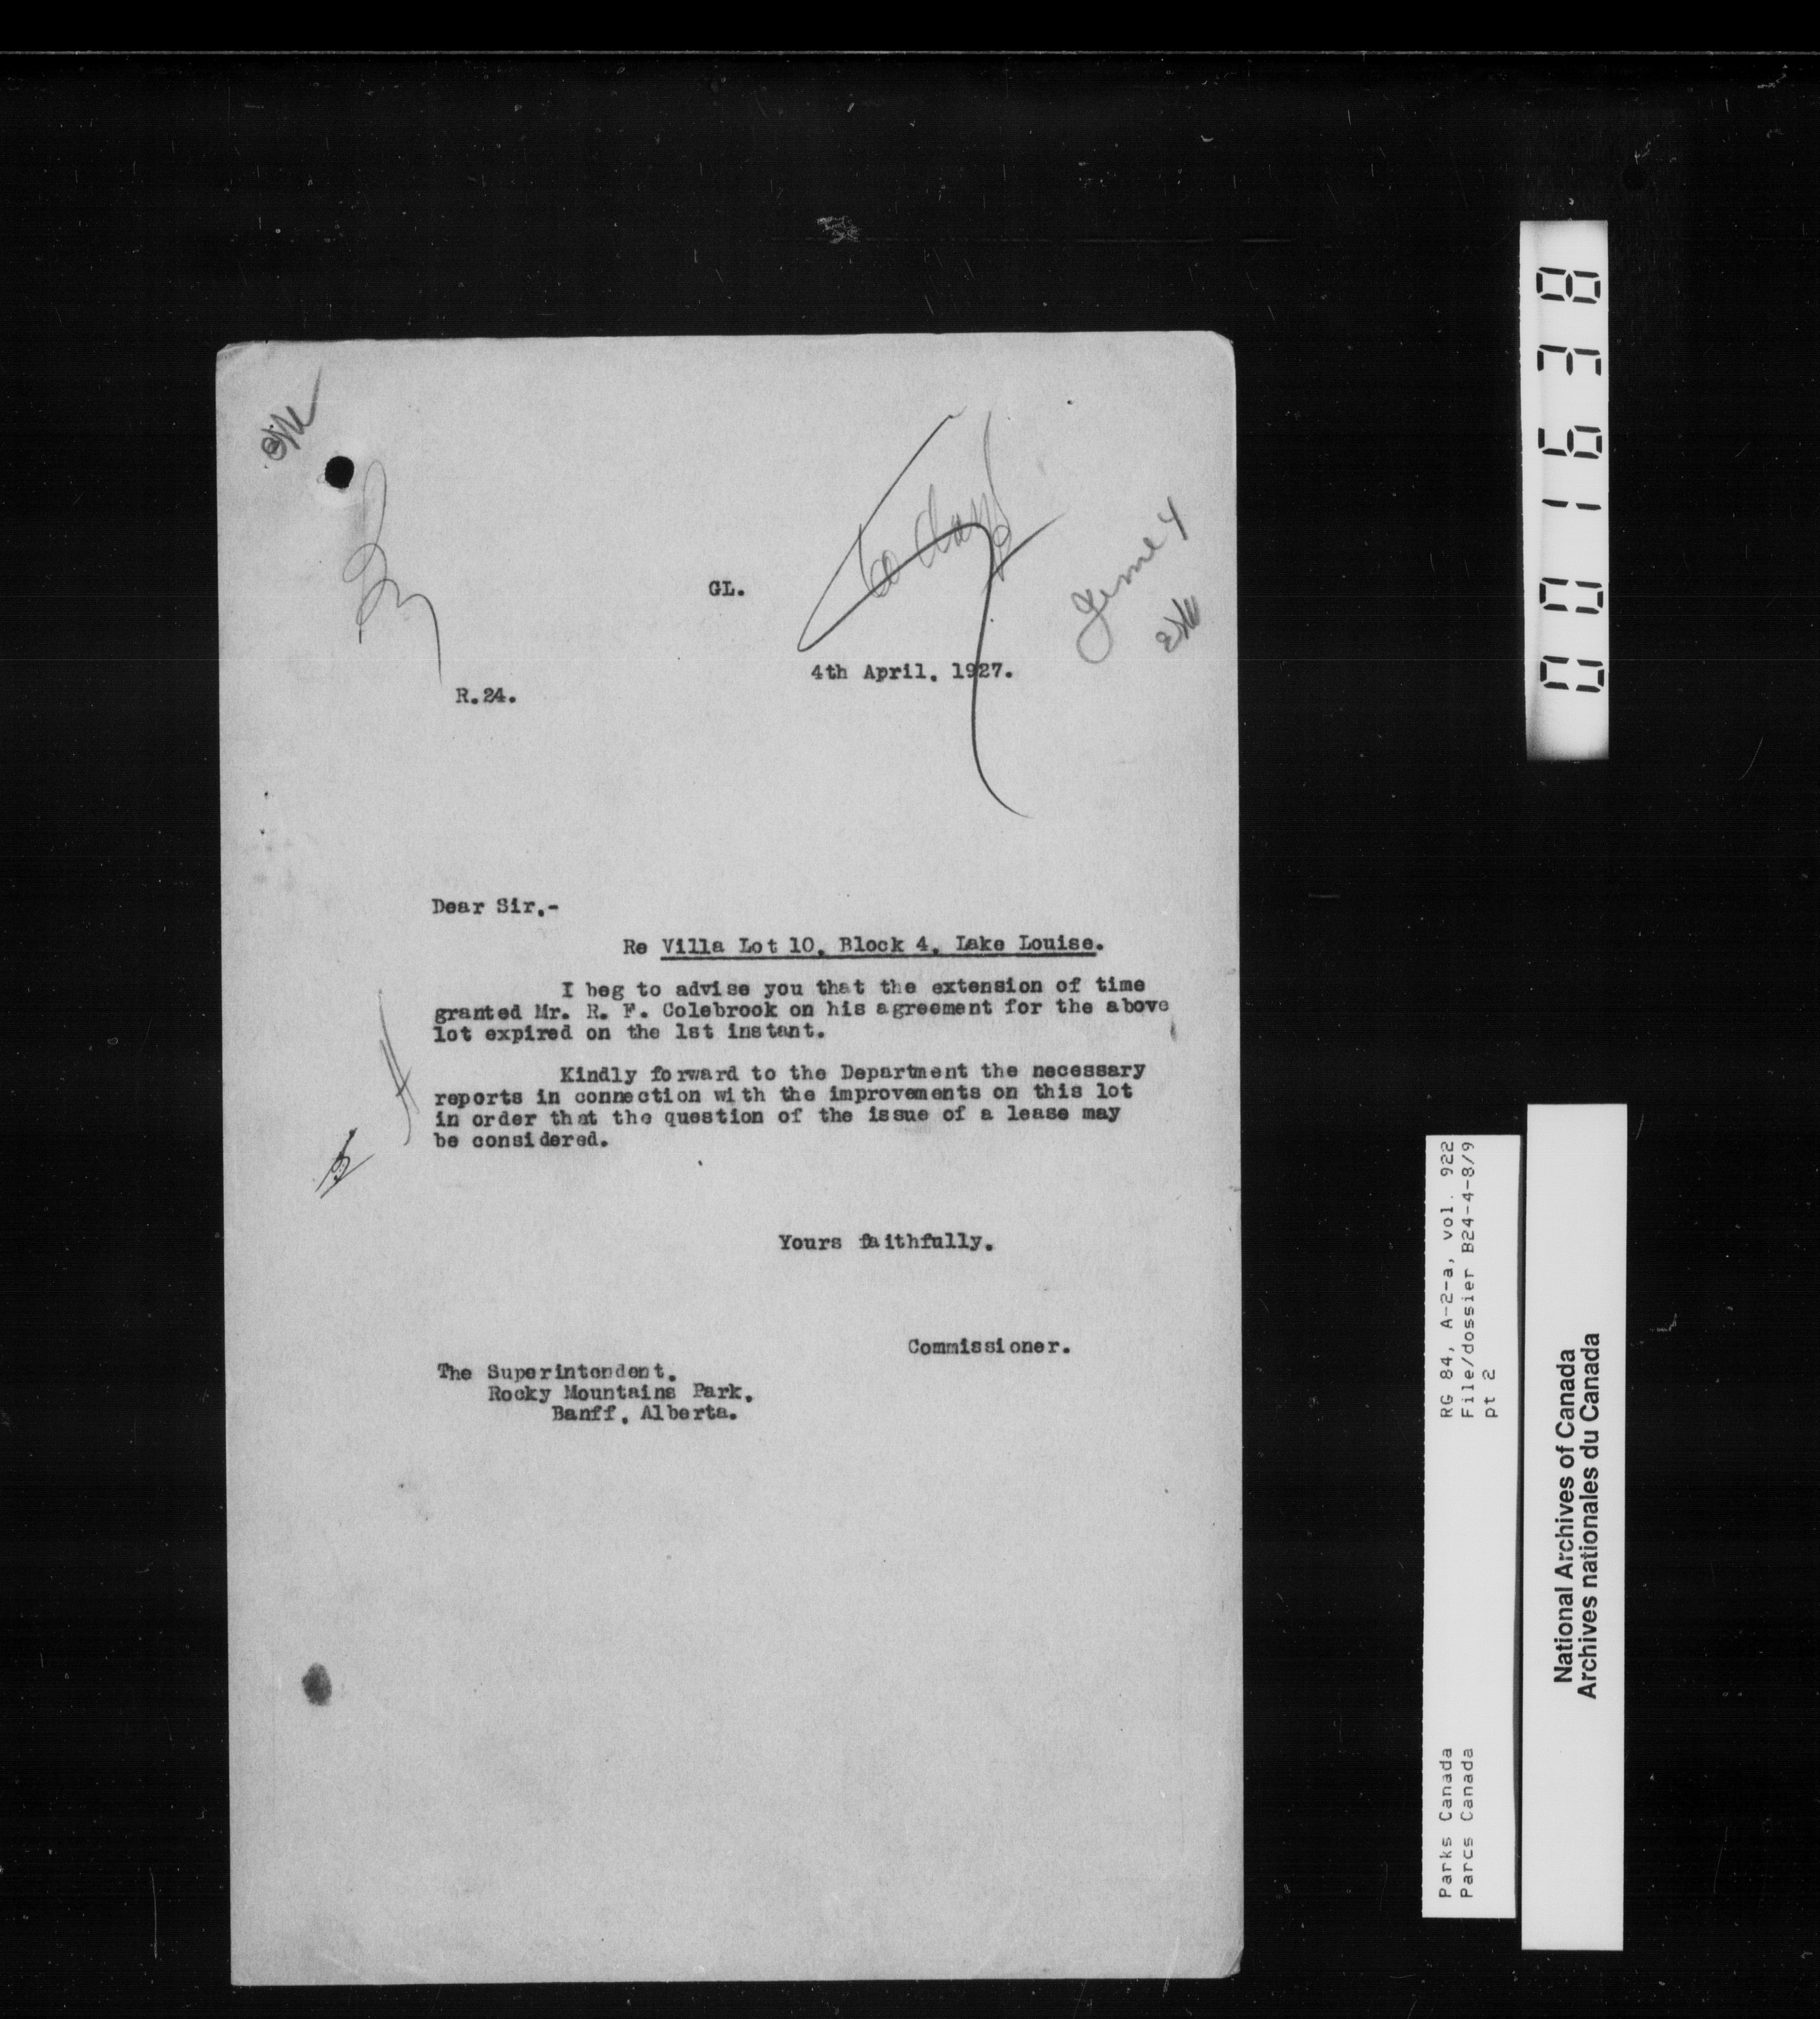 60 days
June 4
GL.
4th April, 1927.
R.24.
Dear Sir,-
Re Villa Lot 10, Block 4, Lake Louise.
I beg to advise you that the extension of time
granted Mr. R. F. Colebrook on his agreement for the above
lot expired on the 1st instant.
Kindly forward to the Department the necessary
reports in connection with the improvements on this lot
in order that the question of the issue of a lease may
be considered.
Yours faithfully,
Commissioner.
The Superintendent,
Rocky Mountains Park,
Banff, Alberta.
001638
RG 84, A-2-a, vol. 922
File/dossier B24-4-8/9
pt 2
Parks Canada
Parcs Canada
National Archives of Canada
Archives nationales du Canada